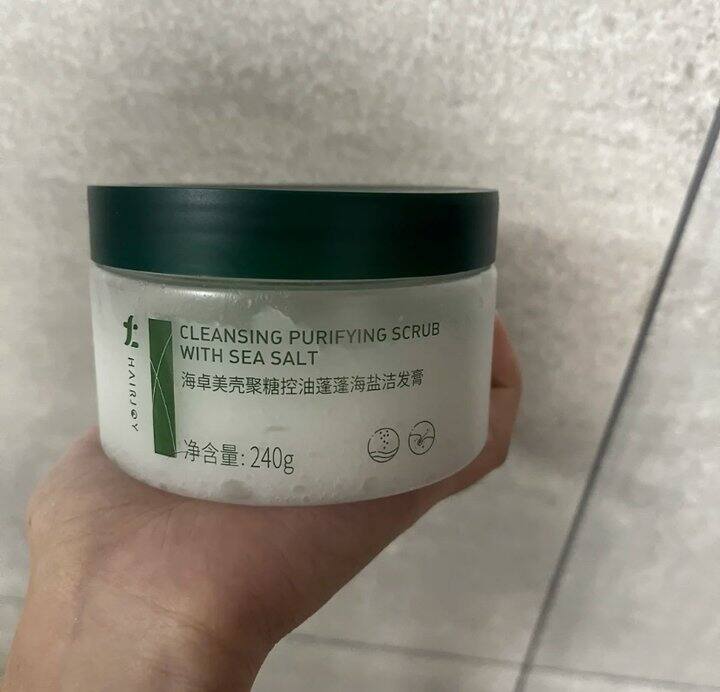 CLEANSING PURIFYING SCRUB
WITH SEA SALT
海卓美壳聚糖控油蓬蓬海盐洁发膏
净含量: 240g
HAIRJOY